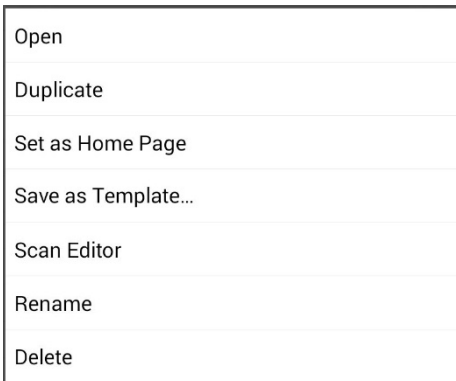 Open
Duplicate
Set as Home Page
Save as Template…
Scan Editor
Rename
Delete